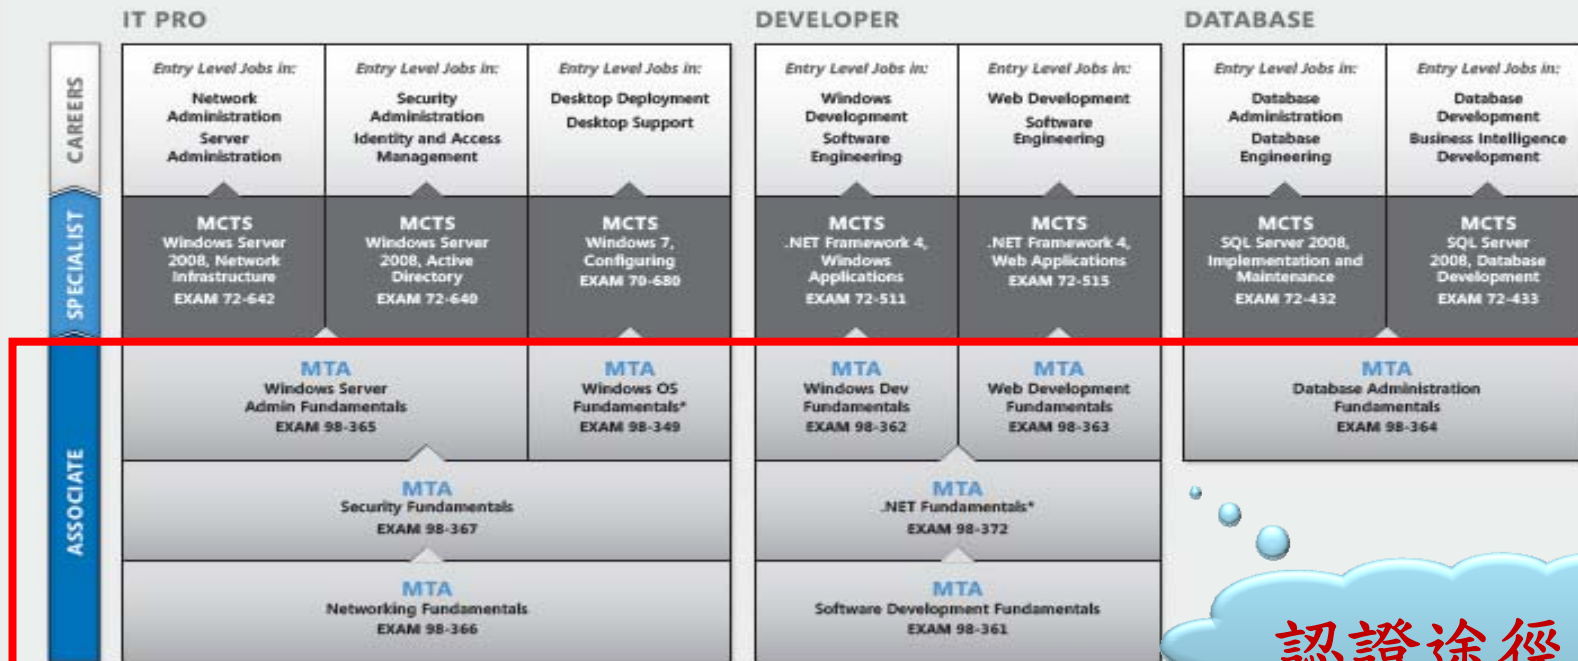 IT PRO
DEVELOPER
DATABASE
CAREERS
Entry Level Jobs in:
Network
Administration
Server
Administration
Entry Level Jobs in:
Security
Administration
Identity and Access
Management
Entry Level Jobs in:
Desktop Deployment
Desktop Support
Entry Level Jobs in:
Windows
Development
Software
Engineering
Entry Level Jobs in:
Web Development
Software
Engineering
Entry Level Jobs in:
Database
Administration
Database
Engineering
Entry Level Jobs in:
Database
Development
Business Intelligence
Development
SPECIALIST
MCTS
Windows Server
2008, Network
Infrastructure
EXAM 72-642
MCTS
Windows Server
2008, Active
Directory
EXAM 72-640
MCTS
Windows 7,
Configuring
EXAM 70-680
MCTS
.NET Framework 4,
Windows
Applications
EXAM 72-511
MCTS
.NET Framework 4,
Web Applications
EXAM 72-515
MCTS
SQL Server 2008,
Implementation and
Maintenance
EXAM 72-432
MCTS
SQL Server
2008, Database
Development
EXAM 72-433
ASSOCIATE
MTA
Windows Server
Admin Fundamentals
EXAM 98-365
MTA
Windows OS
Fundamentals*
EXAM 98-349
MTA
Windows Dev
Fundamentals
EXAM 98-362
MTA
Web Development
Fundamentals
EXAM 98-363
MTA
Database Administration
Fundamentals
EXAM 98-364
MTA
Security Fundamentals
EXAM 98-367
MTA
.NET Fundamentals*
EXAM 98-372
MTA
Networking Fundamentals
EXAM 98-366
MTA
Software Development Fundamentals
EXAM 98-361
認證途徑